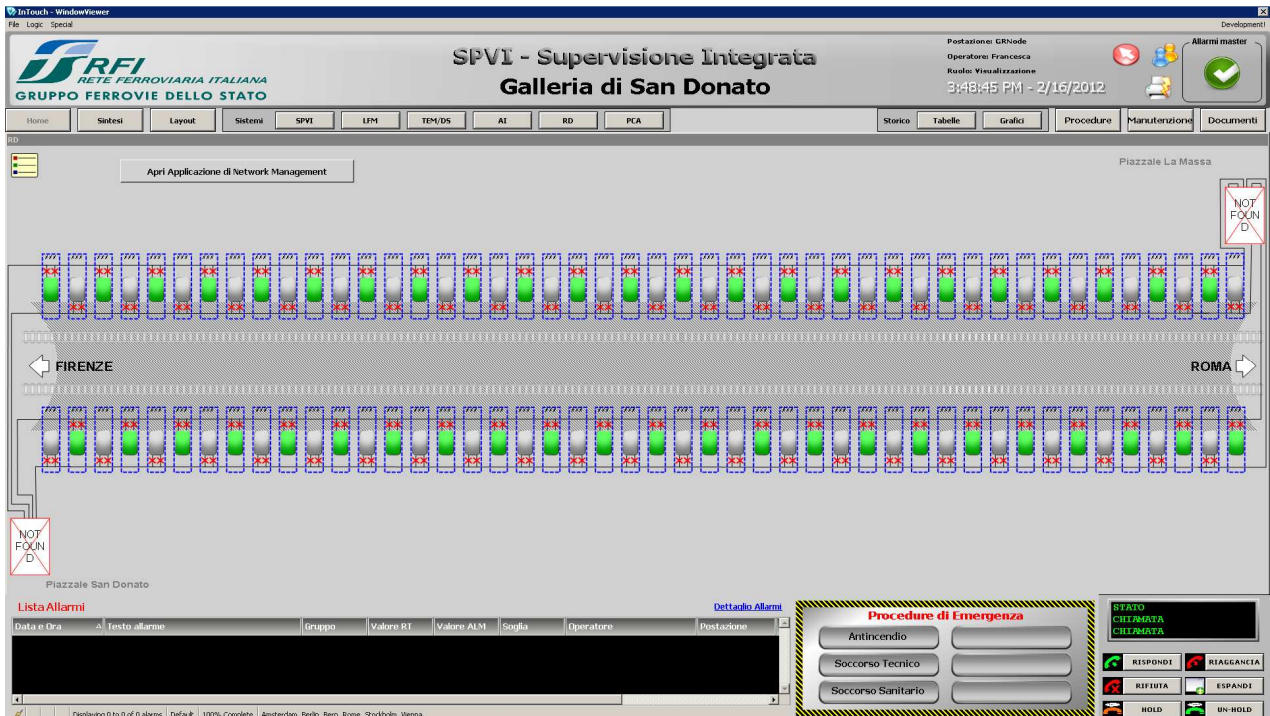 InTouch - WindowViewer
File Logic Special
Development!
RFI
RETE FERROVIARIA ITALIANA
GRUPPO FERROVIE DELLO STATO
SPVI - Supervisione Integrata
Galleria di San Donato
Postazione: GRNode
Operatore: Francesca
Ruolo: Visualizzazione
3:48:45 PM - 2/16/2012
Allarmi master
Home Sintesi Layout Sistemi SPVI LFM TEM/DS AI RD PCA Storico Tabelle Grafici Procedure Manutenzione Documenti
RD
Apri Applicazione di Network Management
Piazzale La Massa
NOT
FOUN
D
FIRENZE
ROMA
NOT
FOUN
D
Piazzale San Donato
Lista Allarmi
Dettaglio Allarmi
Data e Ora Testo allarme Gruppo Valore RT Valore ALM Soglia Operatore Postazione
Displaying 0 to 0 of 0 alarms Default 100% Complete Amsterdam, Berlin, Bern, Rome, Stockholm, Vienna
Procedure di Emergenza
Antincendio
Soccorso Tecnico
Soccorso Sanitario
STATO
CHIAMATA
CHIAMATA
RISPONDI RIAGGANCIA
RIFIUTA ESPANDI
HOLD UN-HOLD